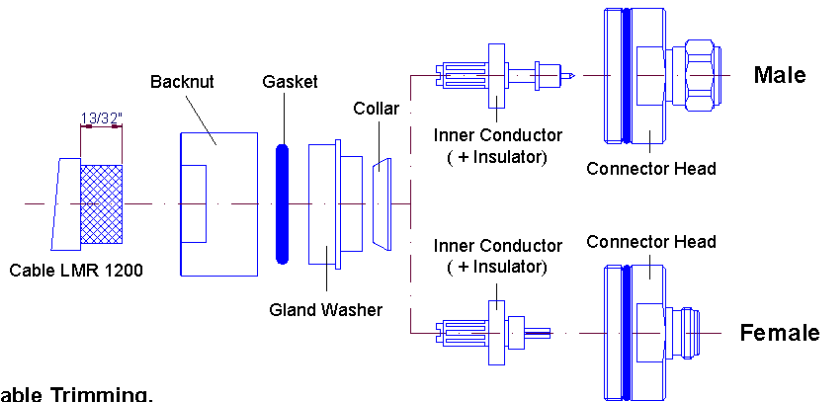 Male
Backnut
Gasket
Collar
13/32"
Inner Conductor
( + Insulator)
Connector Head
Cable LMR 1200
Gland Washer
Inner Conductor
( + Insulator)
Connector Head
Female
able Trimming.